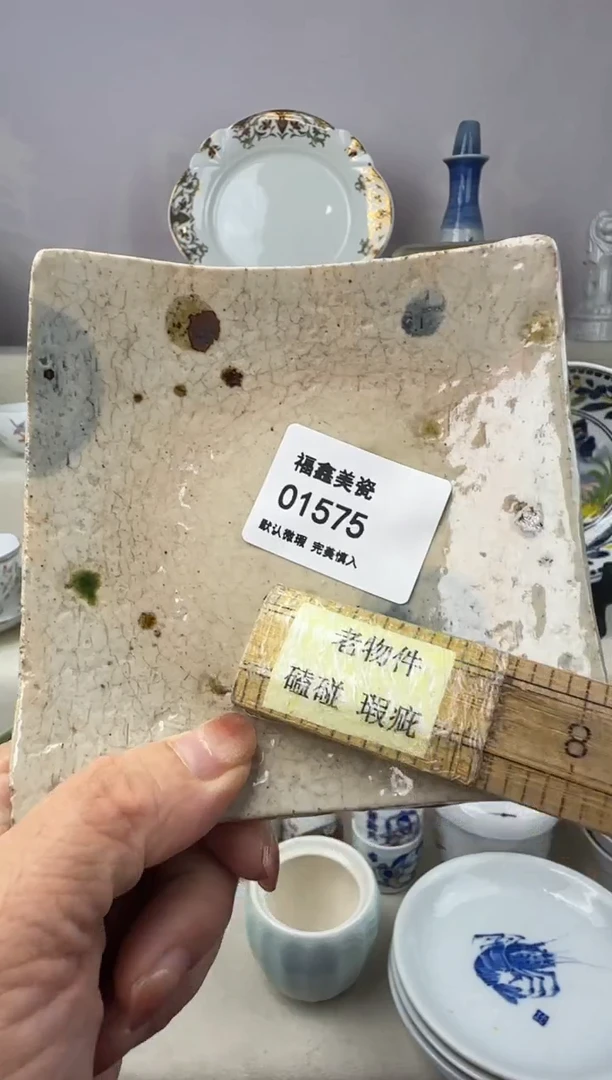 福鑫美瓷
01575
默认微瑕 完美慎入
老物件
磕碰 瑕疵
8